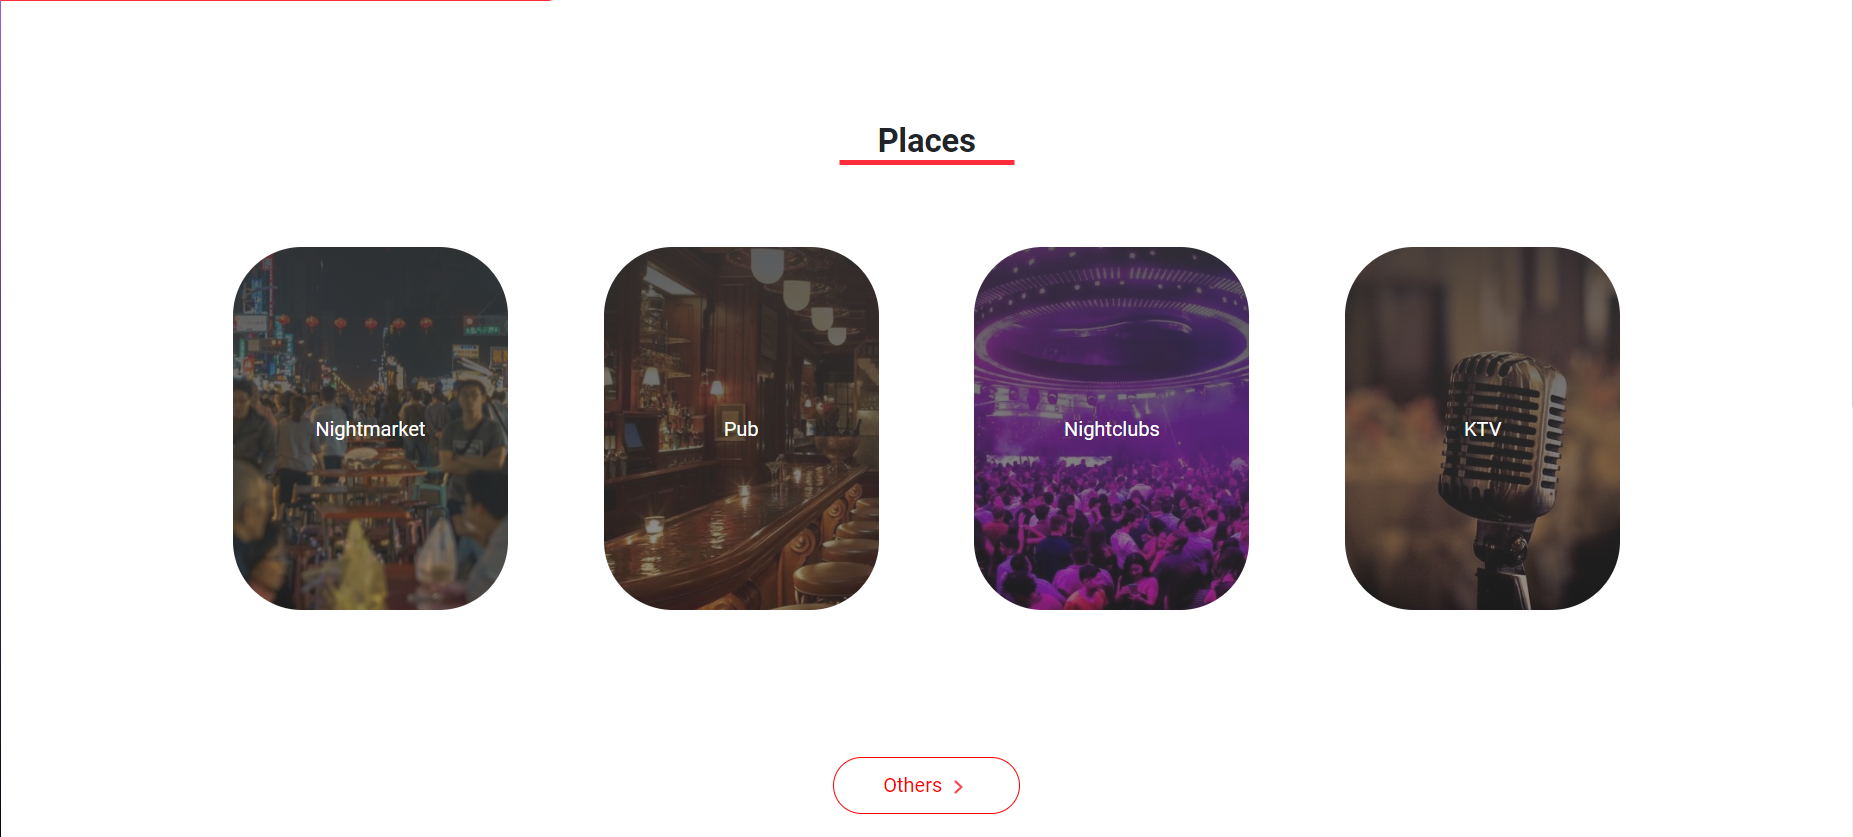 Places
Nightmarket
Pub
Nightclubs
KTV
Others